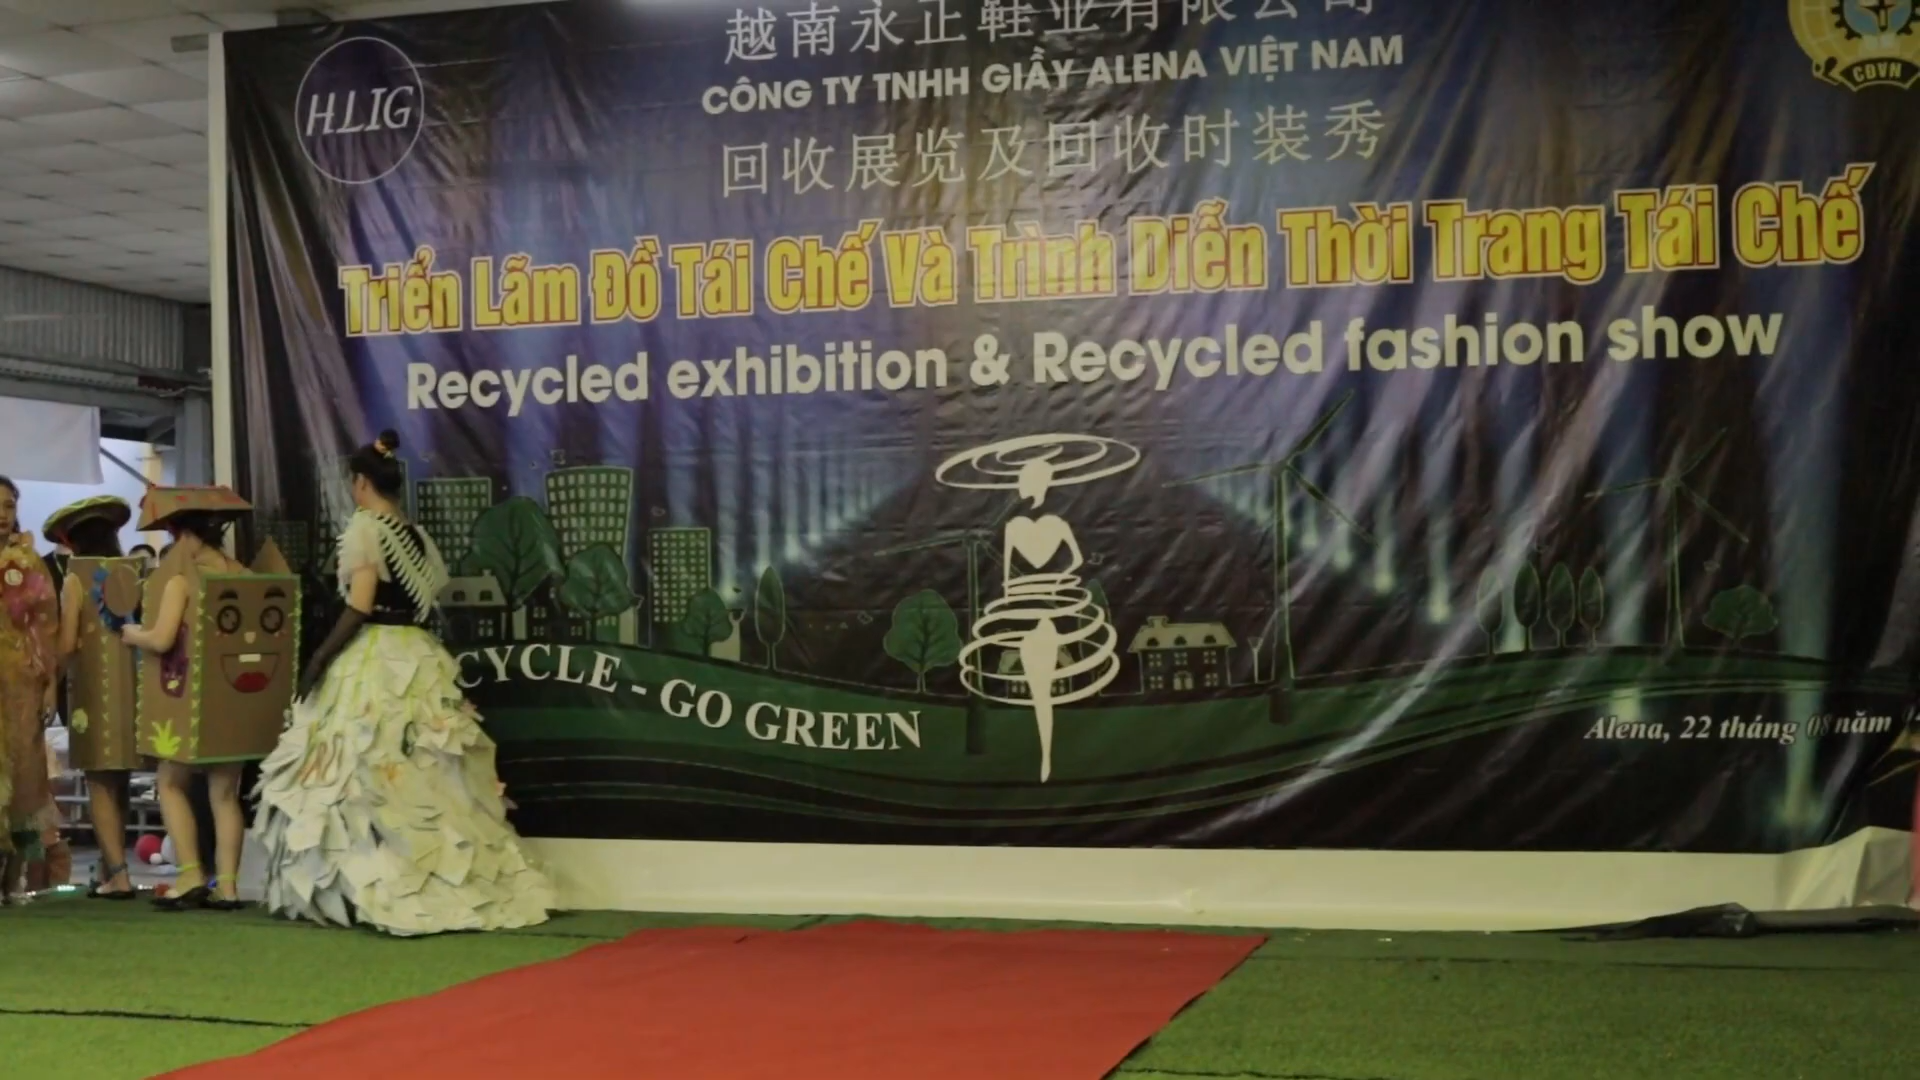 越南永正鞋业有限公司
HLIG
CÔNG TY TNHH GIẦY ALENA VIỆT NAM
CĐVN
回收展览及回收时装秀
Triển Lãm Đồ Tái Chế Và Trình Diễn Thời Trang Tái Chế
Recycled exhibition & Recycled fashion show
CYCLE - GO GREEN
Alena, 22 tháng 08 năm